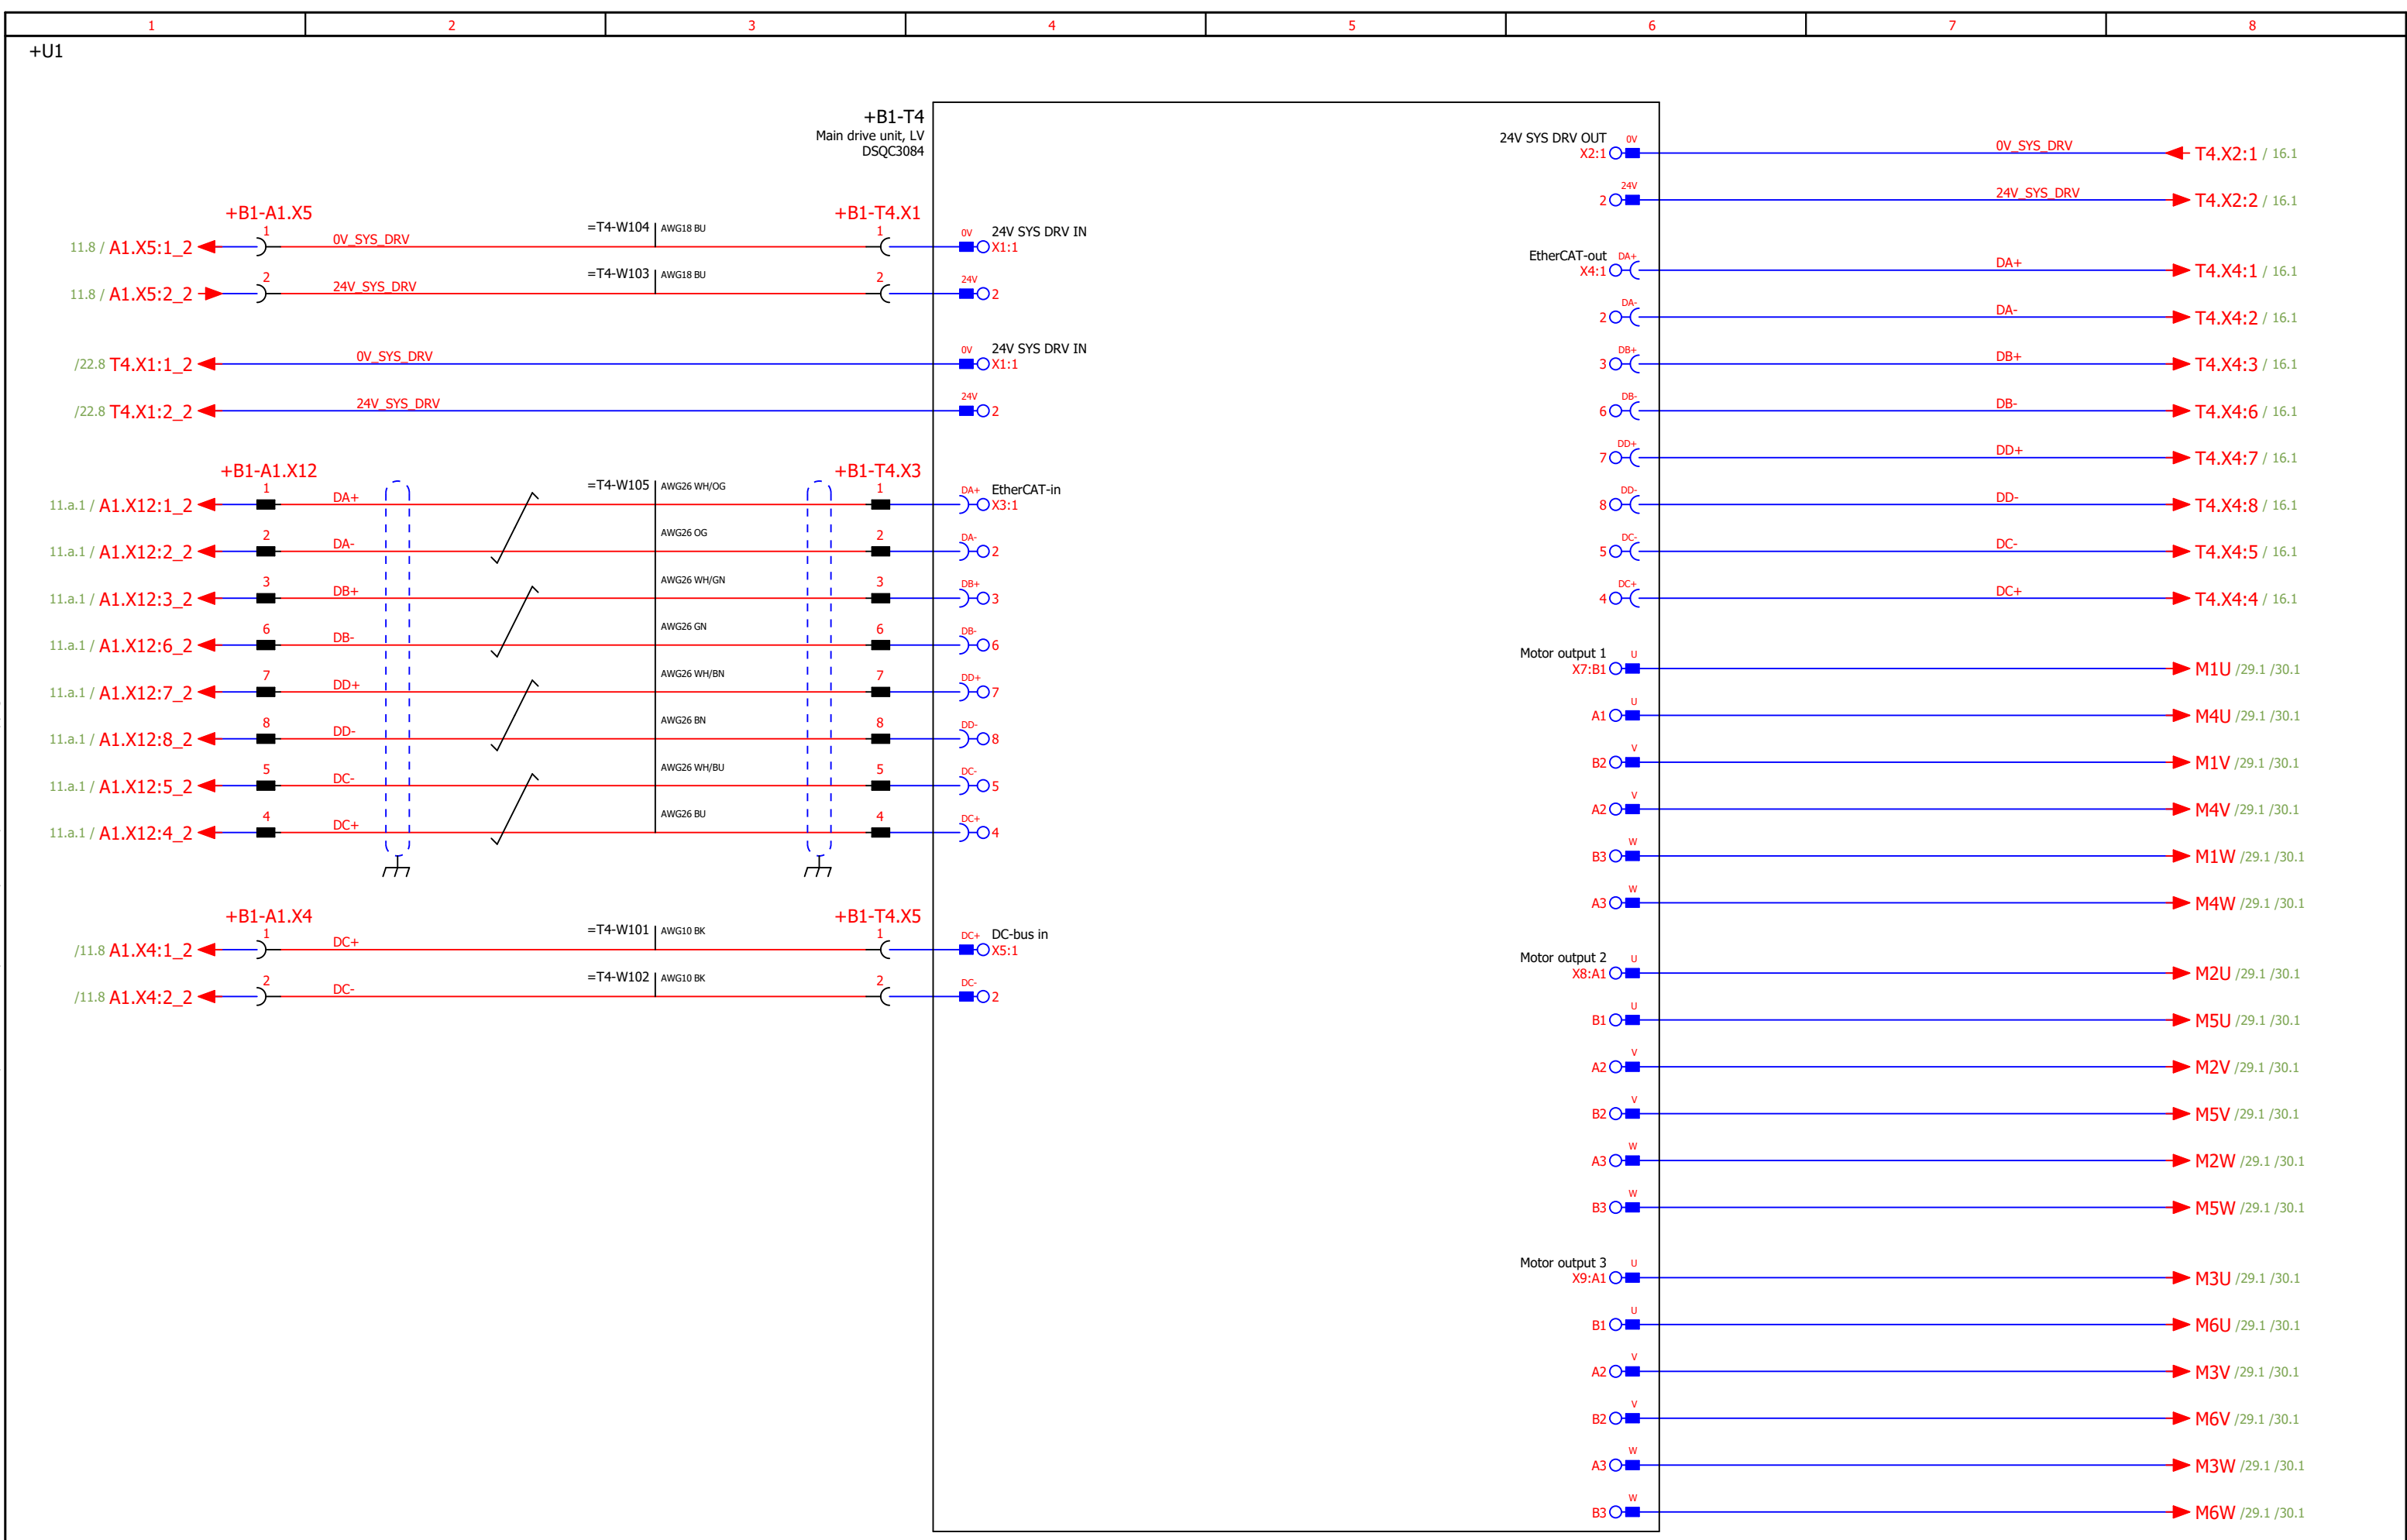 1 2 3 4 5 6 7 8
+U1
+B1-T4
Main drive unit, LV
DSQC3084
+B1-A1.X5 +B1-T4.X1
11.8 / A1.X5:1_2 1 0V_SYS_DRV =T4-W104 AWG18 BU 1 0V 24V SYS DRV IN X1:1
11.8 / A1.X5:2_2 2 24V_SYS_DRV =T4-W103 AWG18 BU 2 24V 2
/22.8 T4.X1:1_2 0V_SYS_DRV 0V 24V SYS DRV IN X1:1
/22.8 T4.X1:2_2 24V_SYS_DRV 24V 2
+B1-A1.X12 +B1-T4.X3
11.a.1 / A1.X12:1_2 1 DA+ =T4-W105 AWG26 WH/OG 1 DA+ EtherCAT-in X3:1
11.a.1 / A1.X12:2_2 2 DA- AWG26 OG 2 DA- 2
11.a.1 / A1.X12:3_2 3 DB+ AWG26 WH/GN 3 DB+ 3
11.a.1 / A1.X12:6_2 6 DB- AWG26 GN 6 DB- 6
11.a.1 / A1.X12:7_2 7 DD+ AWG26 WH/BN 7 DD+ 7
11.a.1 / A1.X12:8_2 8 DD- AWG26 BN 8 DD- 8
11.a.1 / A1.X12:5_2 5 DC- AWG26 WH/BU 5 DC- 5
11.a.1 / A1.X12:4_2 4 DC+ AWG26 BU 4 DC+ 4
+B1-A1.X4 +B1-T4.X5
/11.8 A1.X4:1_2 1 DC+ =T4-W101 AWG10 BK 1 DC+ DC-bus in X5:1
/11.8 A1.X4:2_2 2 DC- =T4-W102 AWG10 BK 2 DC- 2
24V SYS DRV OUT 0V
X2:1 0V_SYS_DRV T4.X2:1 / 16.1
24V
2 24V_SYS_DRV T4.X2:2 / 16.1
EtherCAT-out DA+
X4:1 DA+ T4.X4:1 / 16.1
DA-
2 DA- T4.X4:2 / 16.1
DB+
3 DB+ T4.X4:3 / 16.1
DB-
6 DB- T4.X4:6 / 16.1
DD+
7 DD+ T4.X4:7 / 16.1
DD-
8 DD- T4.X4:8 / 16.1
DC-
5 DC- T4.X4:5 / 16.1
DC+
4 DC+ T4.X4:4 / 16.1
Motor output 1 U
X7:B1 M1U /29.1 /30.1
U
A1 M4U /29.1 /30.1
V
B2 M1V /29.1 /30.1
V
A2 M4V /29.1 /30.1
W
B3 M1W /29.1 /30.1
W
A3 M4W /29.1 /30.1
Motor output 2 U
X8:A1 M2U /29.1 /30.1
U
B1 M5U /29.1 /30.1
V
A2 M2V /29.1 /30.1
V
B2 M5V /29.1 /30.1
W
A3 M2W /29.1 /30.1
W
B3 M5W /29.1 /30.1
Motor output 3 U
X9:A1 M3U /29.1 /30.1
U
B1 M6U /29.1 /30.1
V
A2 M3V /29.1 /30.1
V
B2 M6V /29.1 /30.1
W
A3 M3W /29.1 /30.1
W
B3 M6W /29.1 /30.1